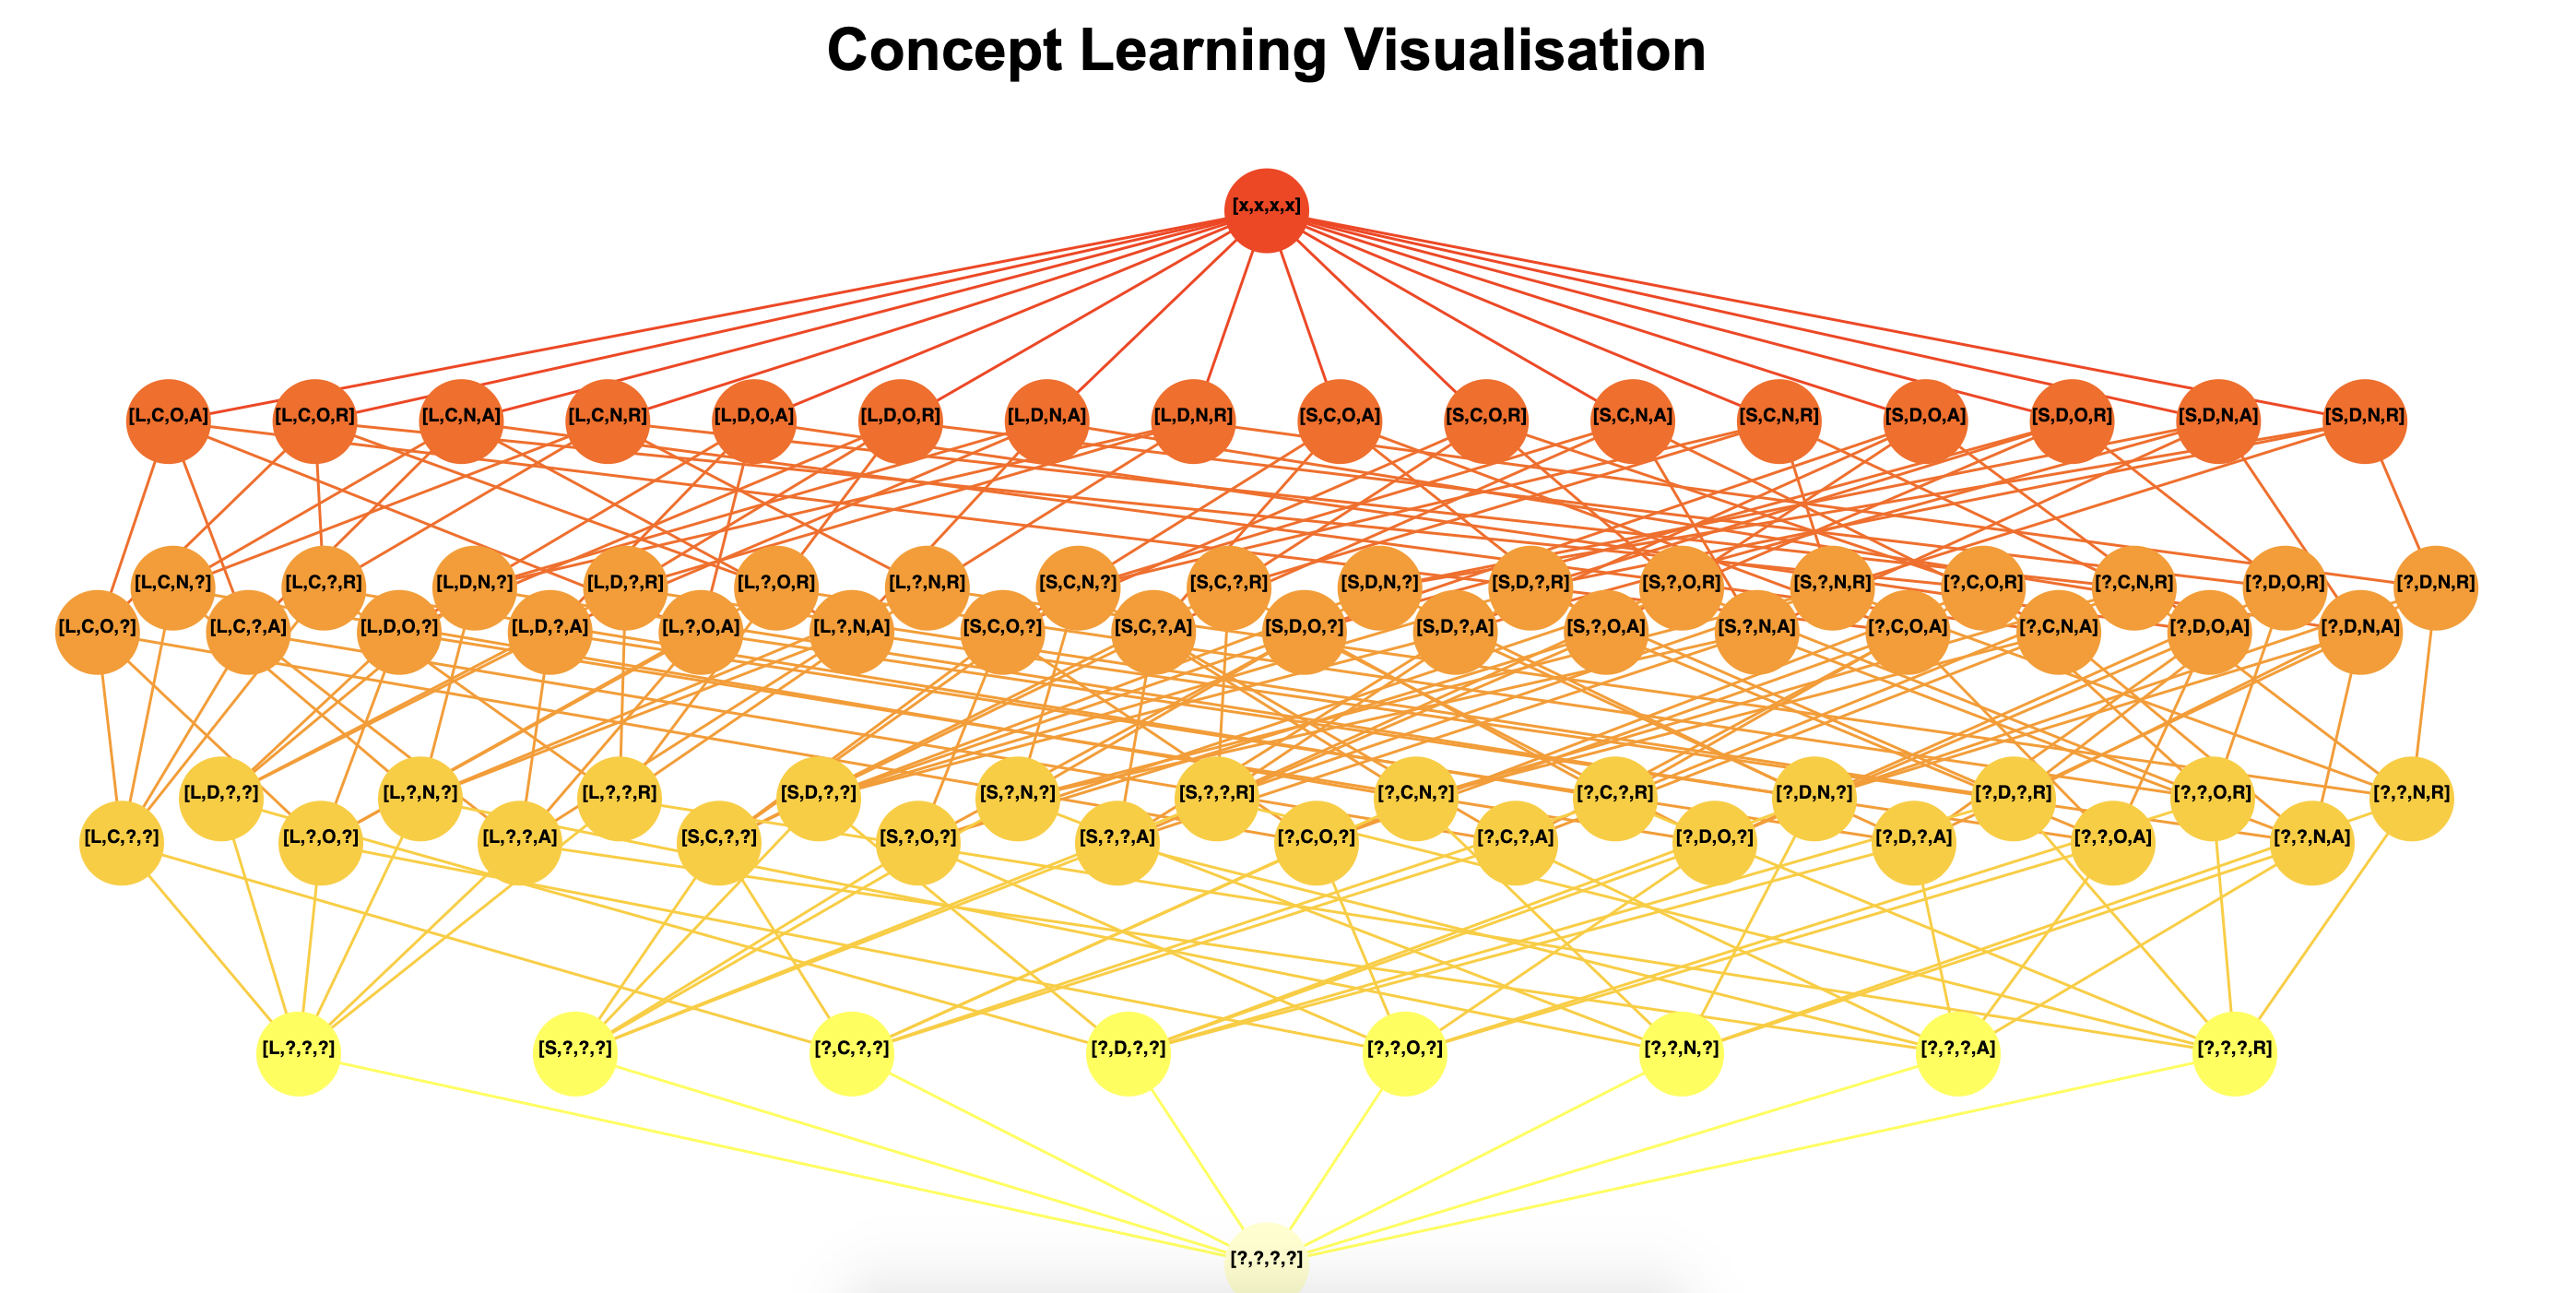 Concept Learning Visualisation
[x,x,x,x]
[L,C,O,A] [L,C,O,R] [L,C,N,A] [L,C,N,R] [L,D,O,A] [L,D,O,R] [L,D,N,A] [L,D,N,R] [S,C,O,A] [S,C,O,R] [S,C,N,A] [S,C,N,R] [S,D,O,A] [S,D,O,R] [S,D,N,A] [S,D,N,R]
[L,C,N,?] [L,C,?,R] [L,D,N,?] [L,D,?,R] [L,?,O,R] [L,?,N,R] [S,C,N,?] [S,C,?,R] [S,D,N,?] [S,D,?,R] [S,?,O,R] [S,?,N,R] [?,C,O,R] [?,C,N,R] [?,D,O,R] [?,D,N,R]
[L,C,O,?] [L,C,?,A] [L,D,O,?] [L,D,?,A] [L,?,O,A] [L,?,N,A] [S,C,O,?] [S,C,?,A] [S,D,O,?] [S,D,?,A] [S,?,O,A] [S,?,N,A] [?,C,O,A] [?,C,N,A] [?,D,O,A] [?,D,N,A]
[L,D,?,?] [L,?,N,?] [L,?,?,R] [S,D,?,?] [S,?,N,?] [S,?,?,R] [?,C,N,?] [?,C,?,R] [?,D,N,?] [?,D,?,R] [?,?,O,R] [?,?,N,R]
[L,C,?,?] [L,?,O,?] [L,?,?,A] [S,C,?,?] [S,?,O,?] [S,?,?,A] [?,C,O,?] [?,C,?,A] [?,D,O,?] [?,D,?,A] [?,?,O,A] [?,?,N,A]
[L,?,?,?] [S,?,?,?] [?,C,?,?] [?,D,?,?] [?,?,O,?] [?,?,N,?] [?,?,?,A] [?,?,?,R]
[?,?,?,?]